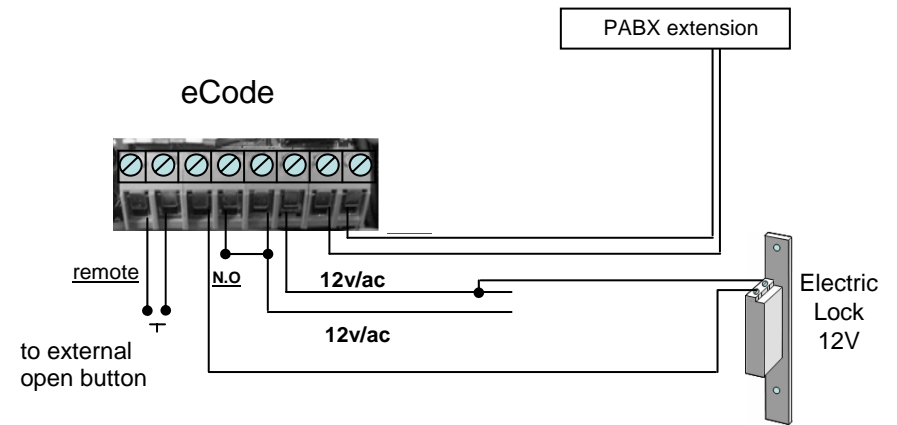 PABX extension
eCode
remote
N.O
12v/ac
Electric
Lock
12V
12v/ac
to external
open button